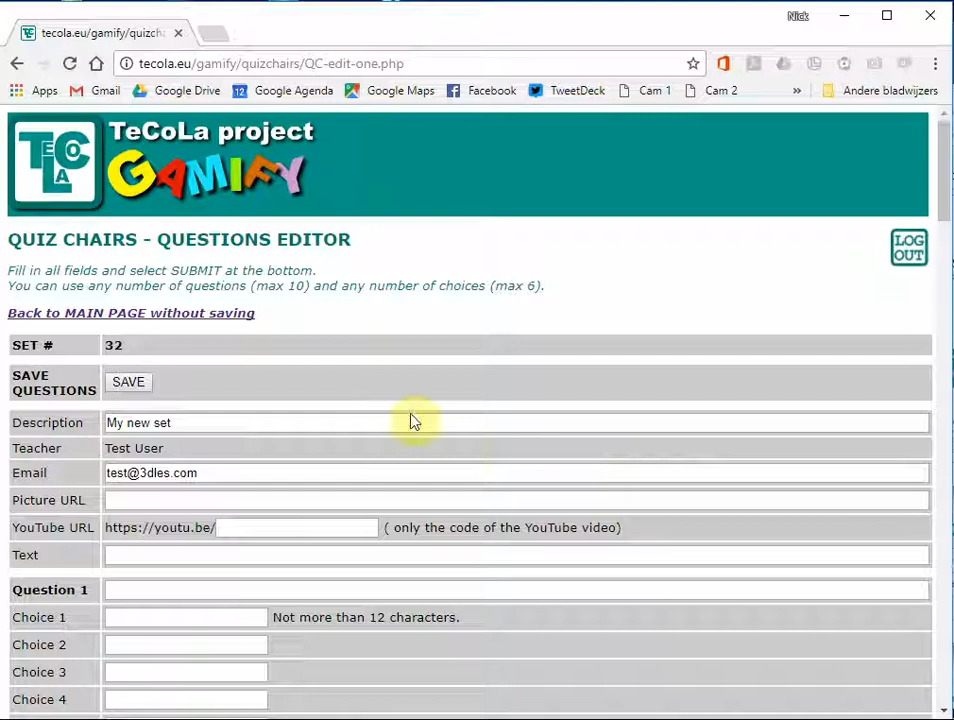 Nick
tecola.eu/gamify/quizch
tecola.eu/gamify/quizchairs/QC-edit-one.php
Apps Gmail Google Drive 12 Google Agenda Google Maps Facebook TweetDeck Cam 1 Cam 2 » Andere bladwijzers
TECOLA
TeCoLa project
GAMIFY
QUIZ CHAIRS - QUESTIONS EDITOR
LOG OUT
Fill in all fields and select SUBMIT at the bottom.
You can use any number of questions (max 10) and any number of choices (max 6).
Back to MAIN PAGE without saving
SET # 32
SAVE QUESTIONS SAVE
Description My new set
Teacher Test User
Email test@3dles.com
Picture URL
YouTube URL https://youtu.be/ ( only the code of the YouTube video)
Text
Question 1
Choice 1 Not more than 12 characters.
Choice 2
Choice 3
Choice 4